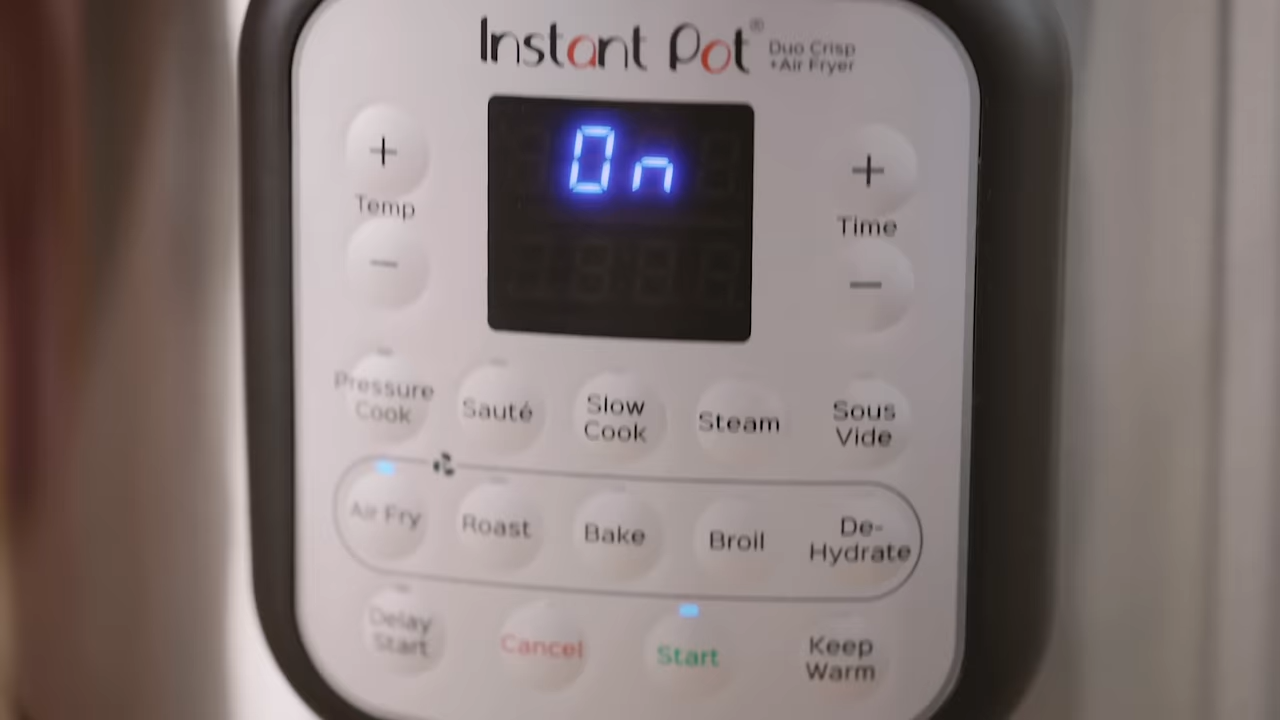 Instant Pot®
Duo Crisp
+Air Fryer
On
+
Temp
−
+
Time
−
Pressure
Cook
Sauté
Slow
Cook
Steam
Sous
Vide
Air Fry
Roast
Bake
Broil
De-
Hydrate
Delay
Start
Cancel
Start
Keep
Warm